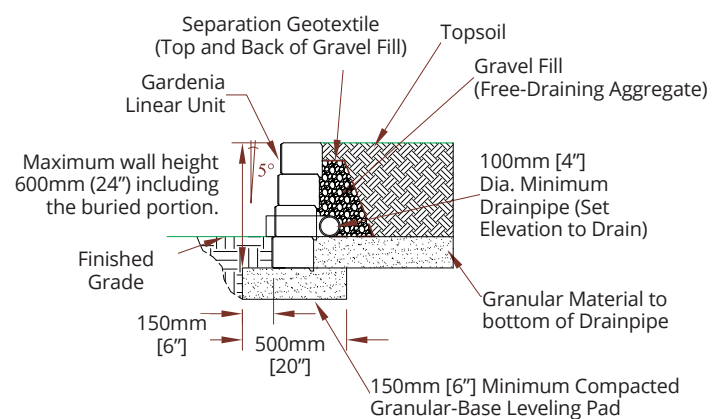 Separation Geotextile
(Top and Back of Gravel Fill)
Topsoil
Gravel Fill
(Free-Draining Aggregate)
Gardenia
Linear Unit
5°
Maximum wall height
600mm (24”) including
the buried portion.
100mm [4”]
Dia. Minimum
Drainpipe (Set
Elevation to Drain)
Finished
Grade
Granular Material to
bottom of Drainpipe
150mm
[6”]
500mm
[20”]
150mm [6”] Minimum Compacted
Granular-Base Leveling Pad